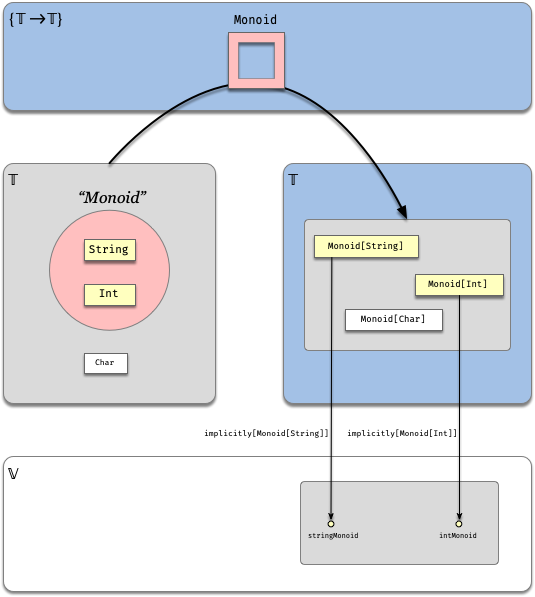 {𝕋 → 𝕋}
Monoid
𝕋
“Monoid”
String
Int
Char
𝕋
Monoid[String]
Monoid[Int]
Monoid[Char]
implicitly[Monoid[String]]
implicitly[Monoid[Int]]
𝕍
stringMonoid
intMonoid